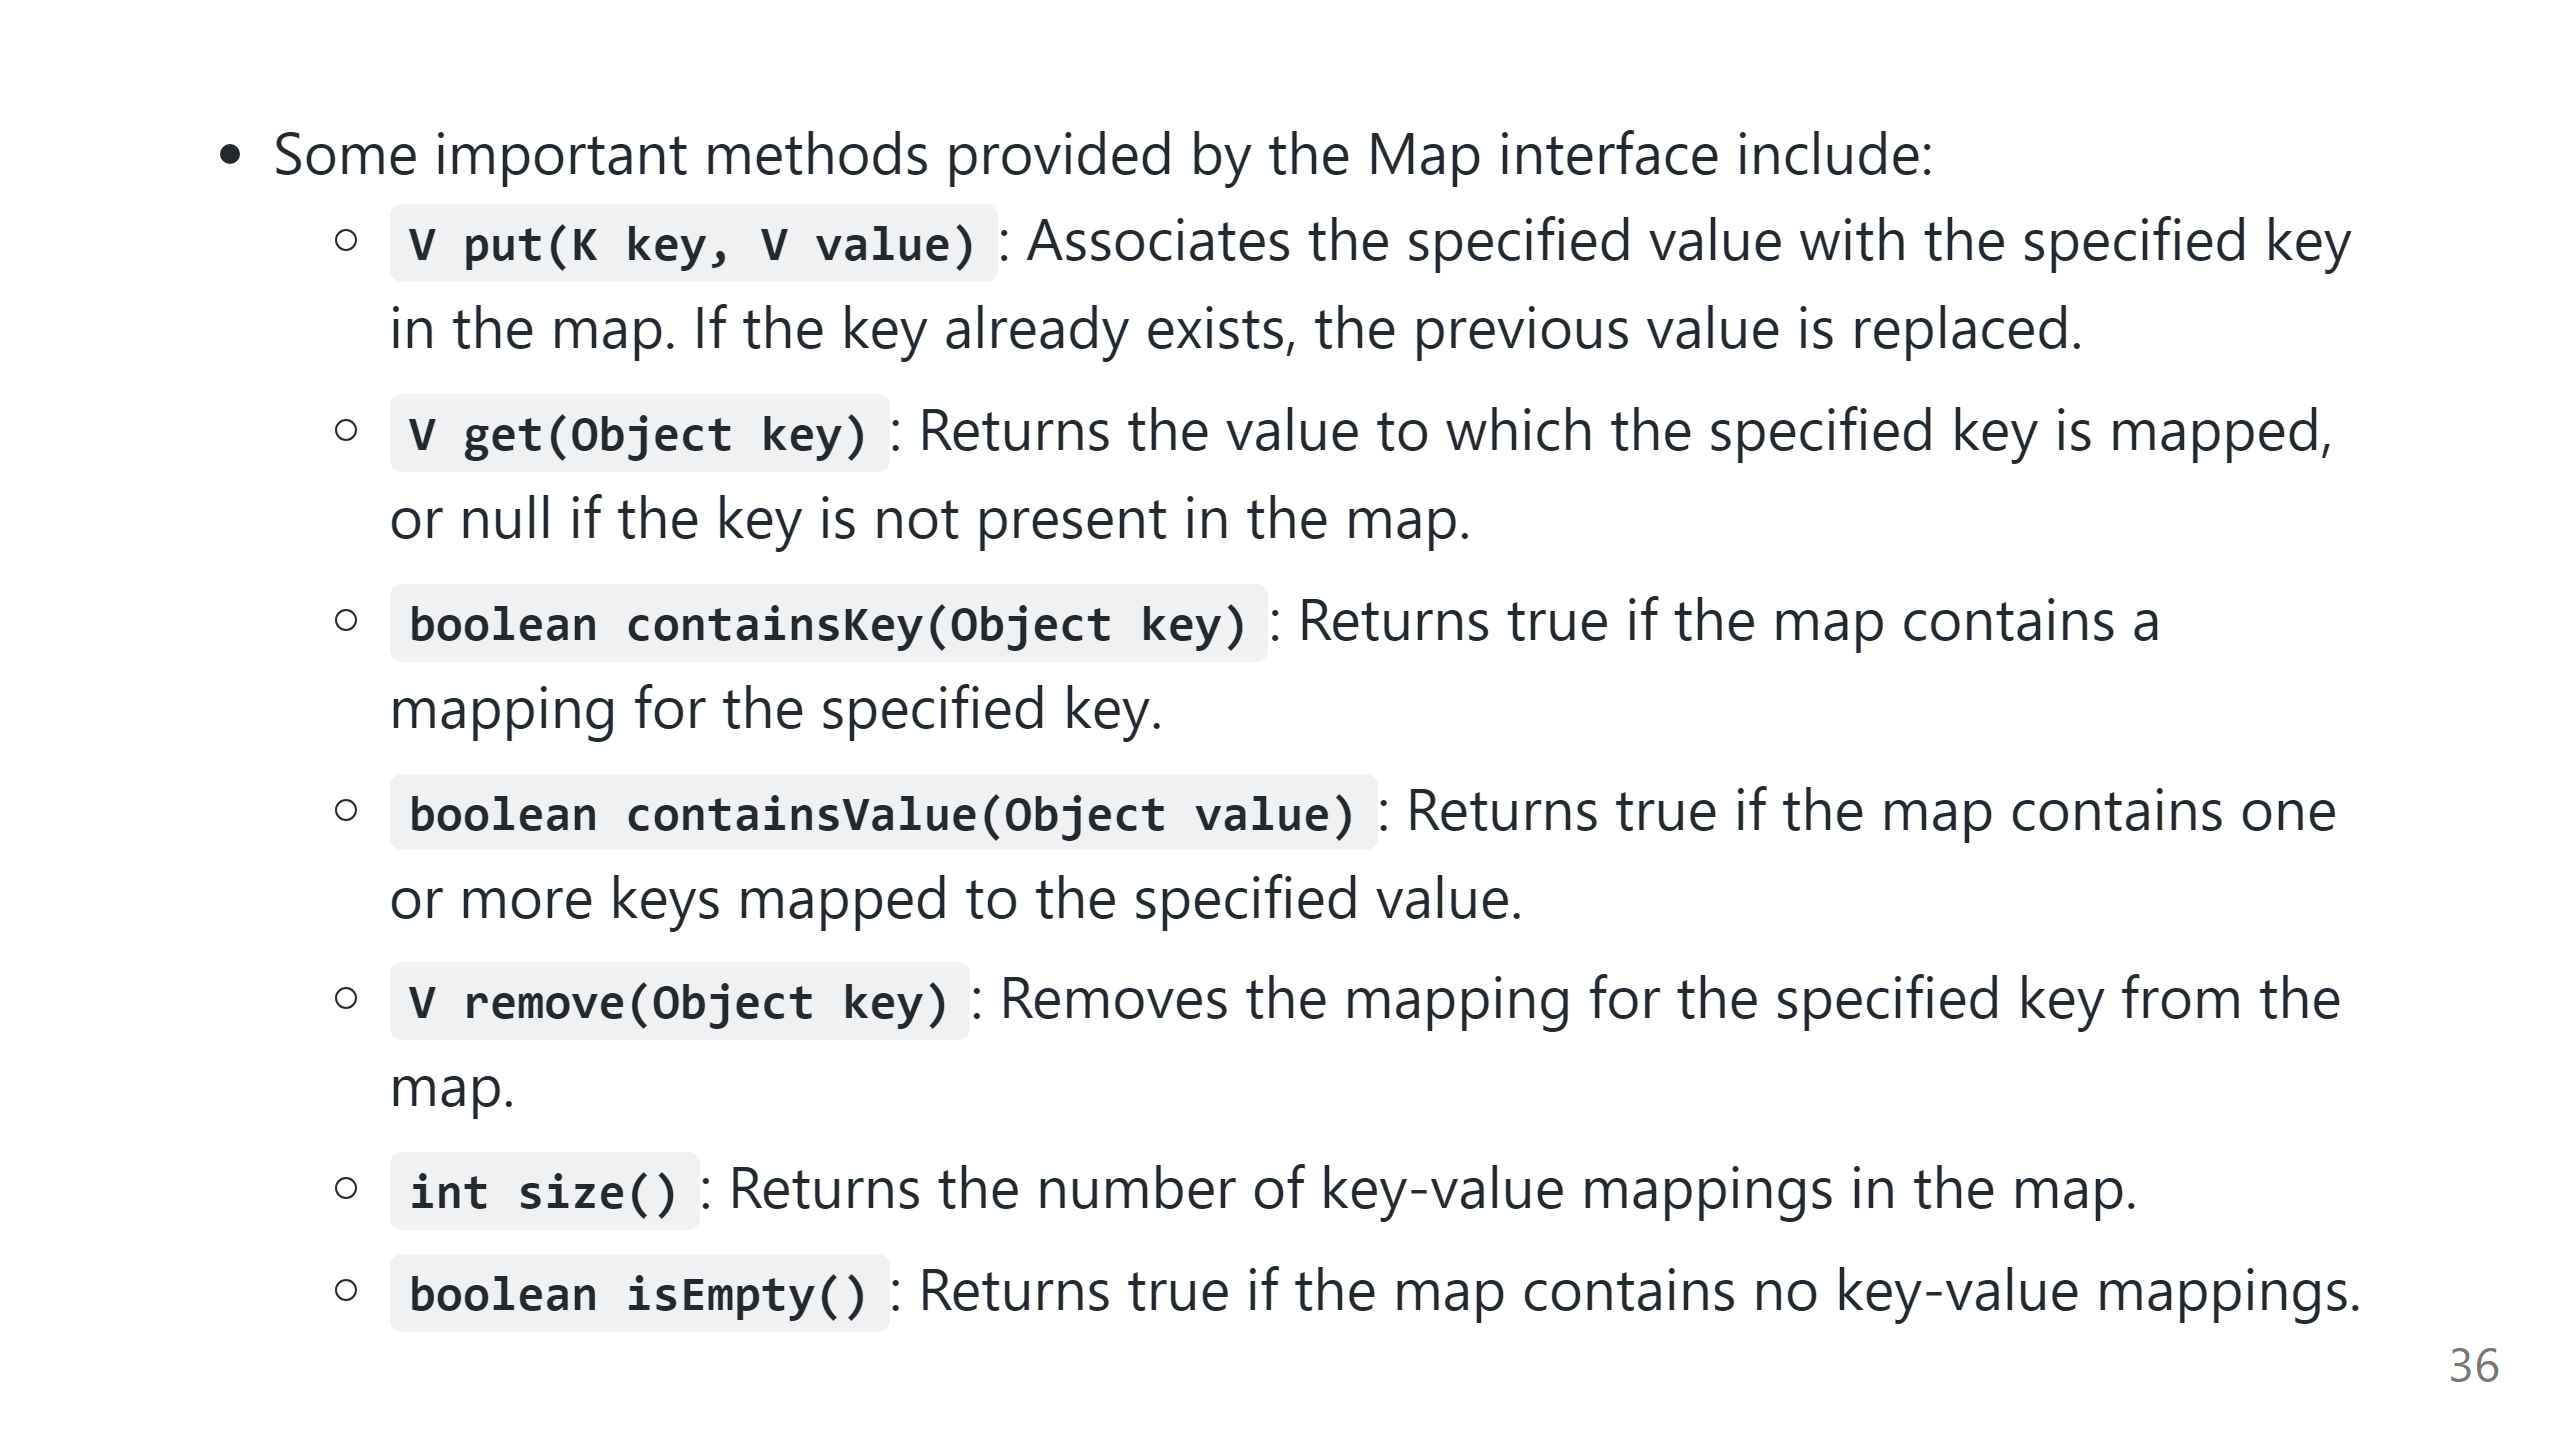 • Some important methods provided by the Map interface include:
○ V put(K key, V value) : Associates the specified value with the specified key
in the map. If the key already exists, the previous value is replaced.
○ V get(Object key) : Returns the value to which the specified key is mapped,
or null if the key is not present in the map.
○ boolean containsKey(Object key) : Returns true if the map contains a
mapping for the specified key.
○ boolean containsValue(Object value) : Returns true if the map contains one
or more keys mapped to the specified value.
○ V remove(Object key) : Removes the mapping for the specified key from the
map.
○ int size() : Returns the number of key-value mappings in the map.
○ boolean isEmpty() : Returns true if the map contains no key-value mappings.
36